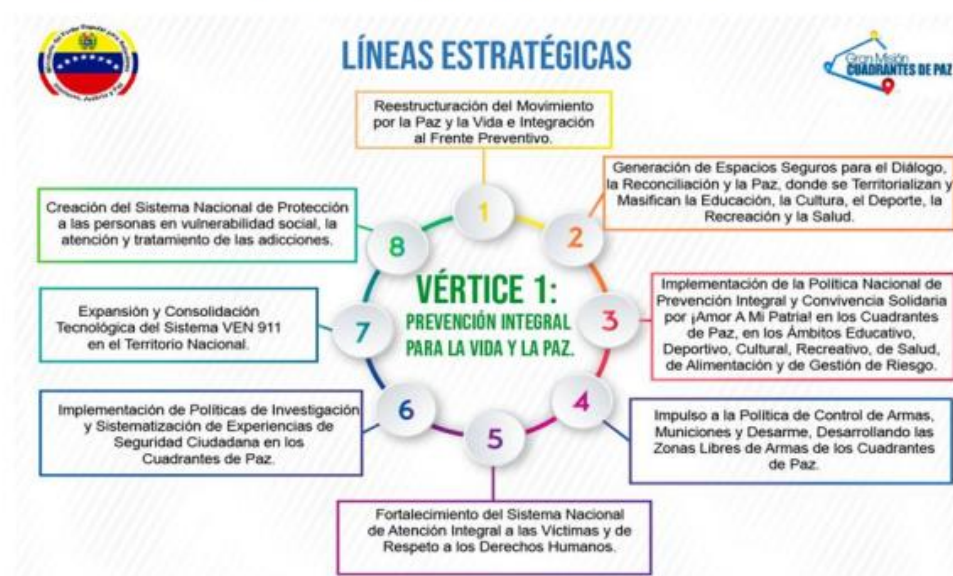 LÍNEAS ESTRATÉGICAS
Gran Misión
CUADRANTES DE PAZ
Reestructuración del Movimiento
por la Paz y la Vida e Integración
al Frente Preventivo.
1
Generación de Espacios Seguros para el Diálogo,
la Reconciliación y la Paz, donde se Territorializan y
Masifican la Educación, la Cultura, el Deporte, la
Recreación y la Salud.
2
Implementación de la Política Nacional de
Prevención Integral y Convivencia Solidaria
por ¡Amor A Mi Patria! en los Cuadrantes
de Paz, en los Ámbitos Educativo,
Deportivo, Cultural, Recreativo, de Salud,
de Alimentación y de Gestión de Riesgo.
3
Impulso a la Política de Control de Armas,
Municiones y Desarme, Desarrollando las
Zonas Libres de Armas de los Cuadrantes
de Paz.
4
Fortalecimiento del Sistema Nacional
de Atención Integral a las Víctimas y de
Respeto a los Derechos Humanos.
5
Implementación de Políticas de Investigación
y Sistematización de Experiencias de
Seguridad Ciudadana en los
Cuadrantes de Paz.
6
Expansión y Consolidación
Tecnológica del Sistema VEN 911
en el Territorio Nacional.
7
Creación del Sistema Nacional de Protección
a las personas en vulnerabilidad social, la
atención y tratamiento de las adicciones.
8
VÉRTICE 1:
PREVENCIÓN INTEGRAL
PARA LA VIDA Y LA PAZ.